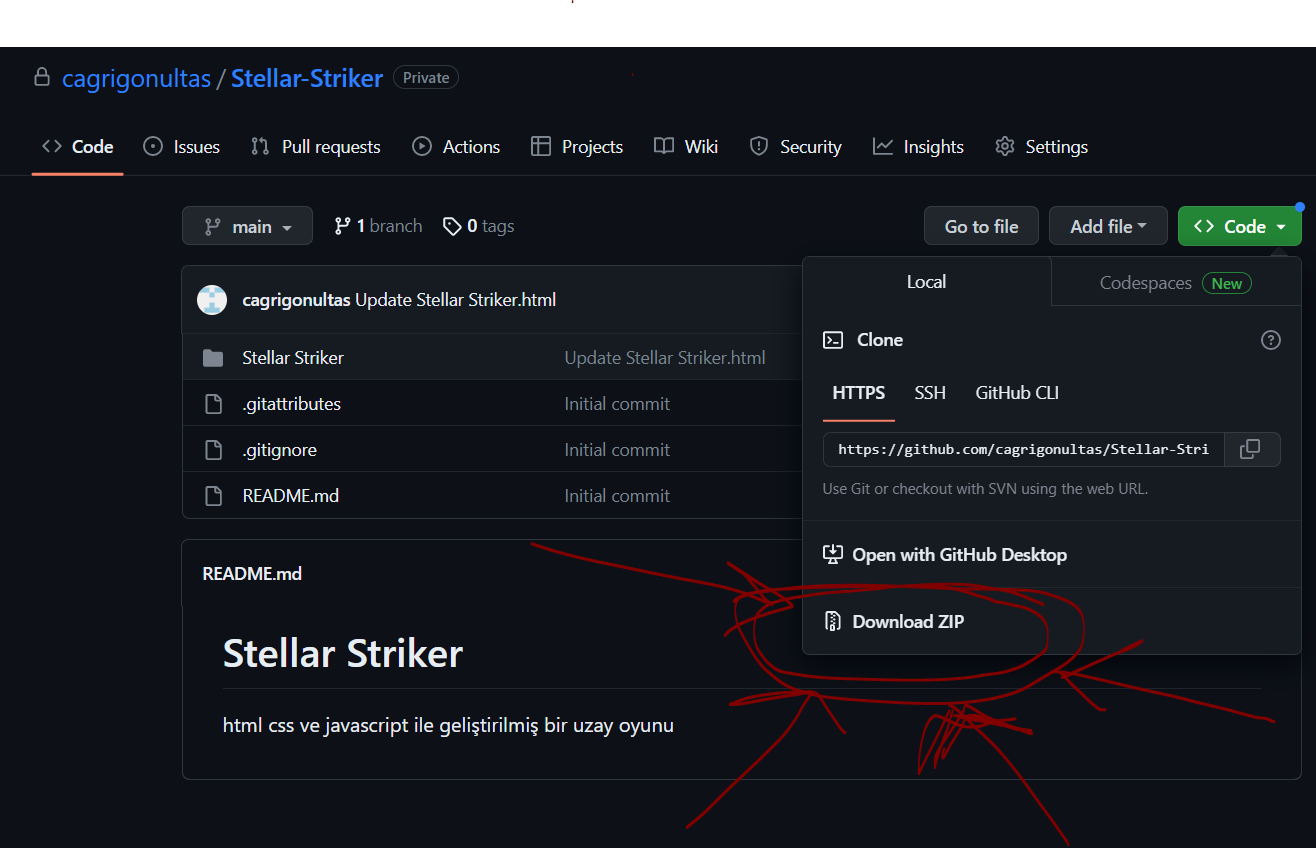 cagrigonultas / Stellar-Striker Private
Code Issues Pull requests Actions Projects Wiki Security Insights Settings
main 1 branch 0 tags Go to file Add file Code
cagrigonultas Update Stellar Striker.html
Stellar Striker Update Stellar Striker.html
.gitattributes Initial commit
.gitignore Initial commit
README.md Initial commit
Local Codespaces New
Clone
HTTPS SSH GitHub CLI
https://github.com/cagrigonultas/Stellar-Stri
Use Git or checkout with SVN using the web URL.
Open with GitHub Desktop
Download ZIP
README.md
Stellar Striker
html css ve javascript ile geliştirilmiş bir uzay oyunu